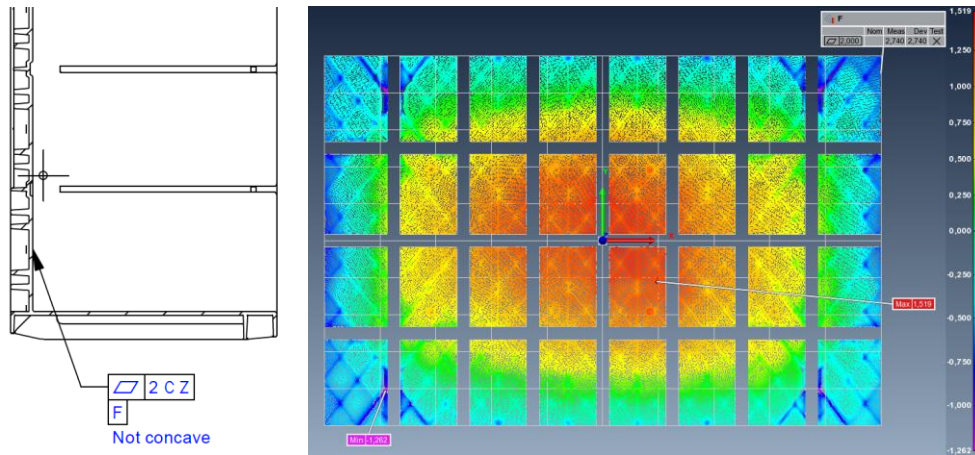 2 C Z
F
Not concave
F
Nom Meas Dev Test
2,000 2,740 2,740
Max 1,519
Min -1,262
1,519
1,250
1,000
0,750
0,500
0,250
0,000
-0,250
-0,500
-0,750
-1,000
-1,262